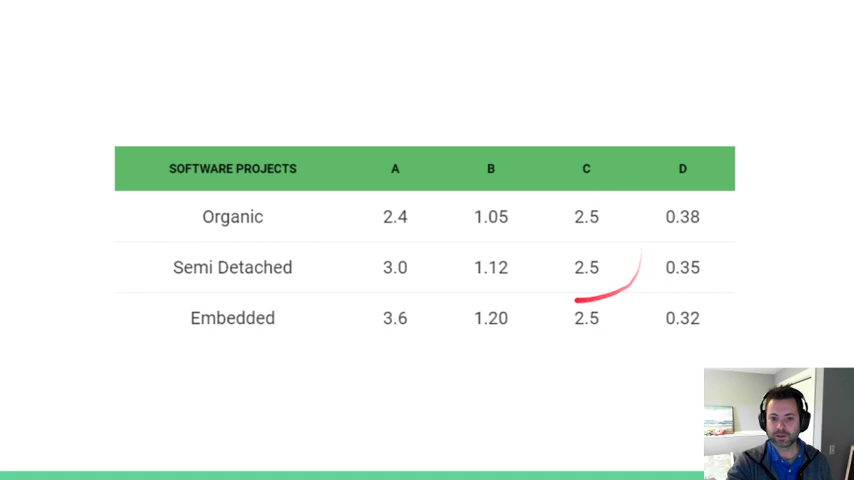 SOFTWARE PROJECTS A B C D
Organic 2.4 1.05 2.5 0.38
Semi Detached 3.0 1.12 2.5 0.35
Embedded 3.6 1.20 2.5 0.32